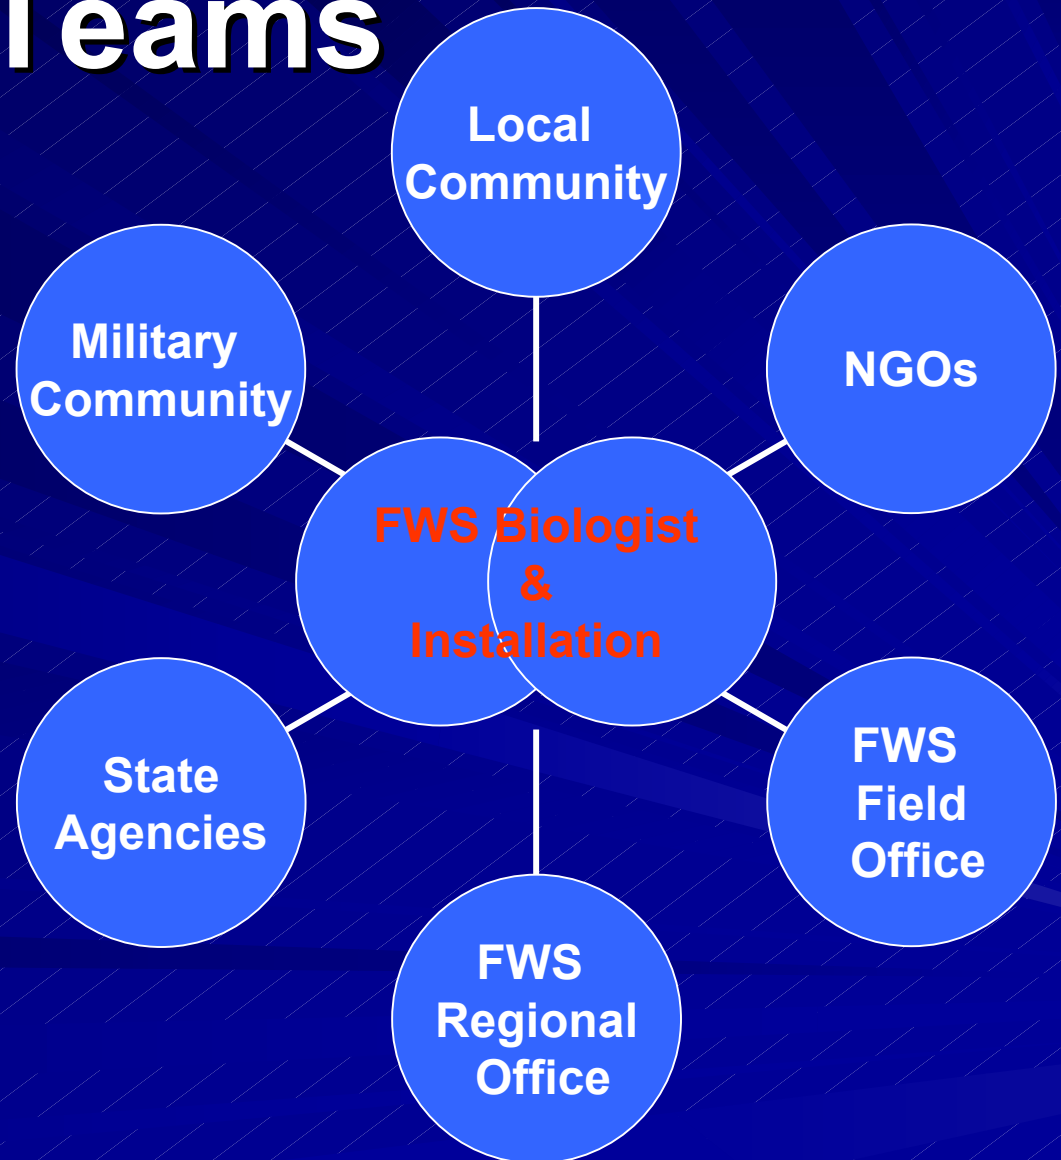 Teams
Local
Community
Military
Community
NGOs
FWS Biologist
&
Installation
State
Agencies
FWS
Field
Office
FWS
Regional
Office